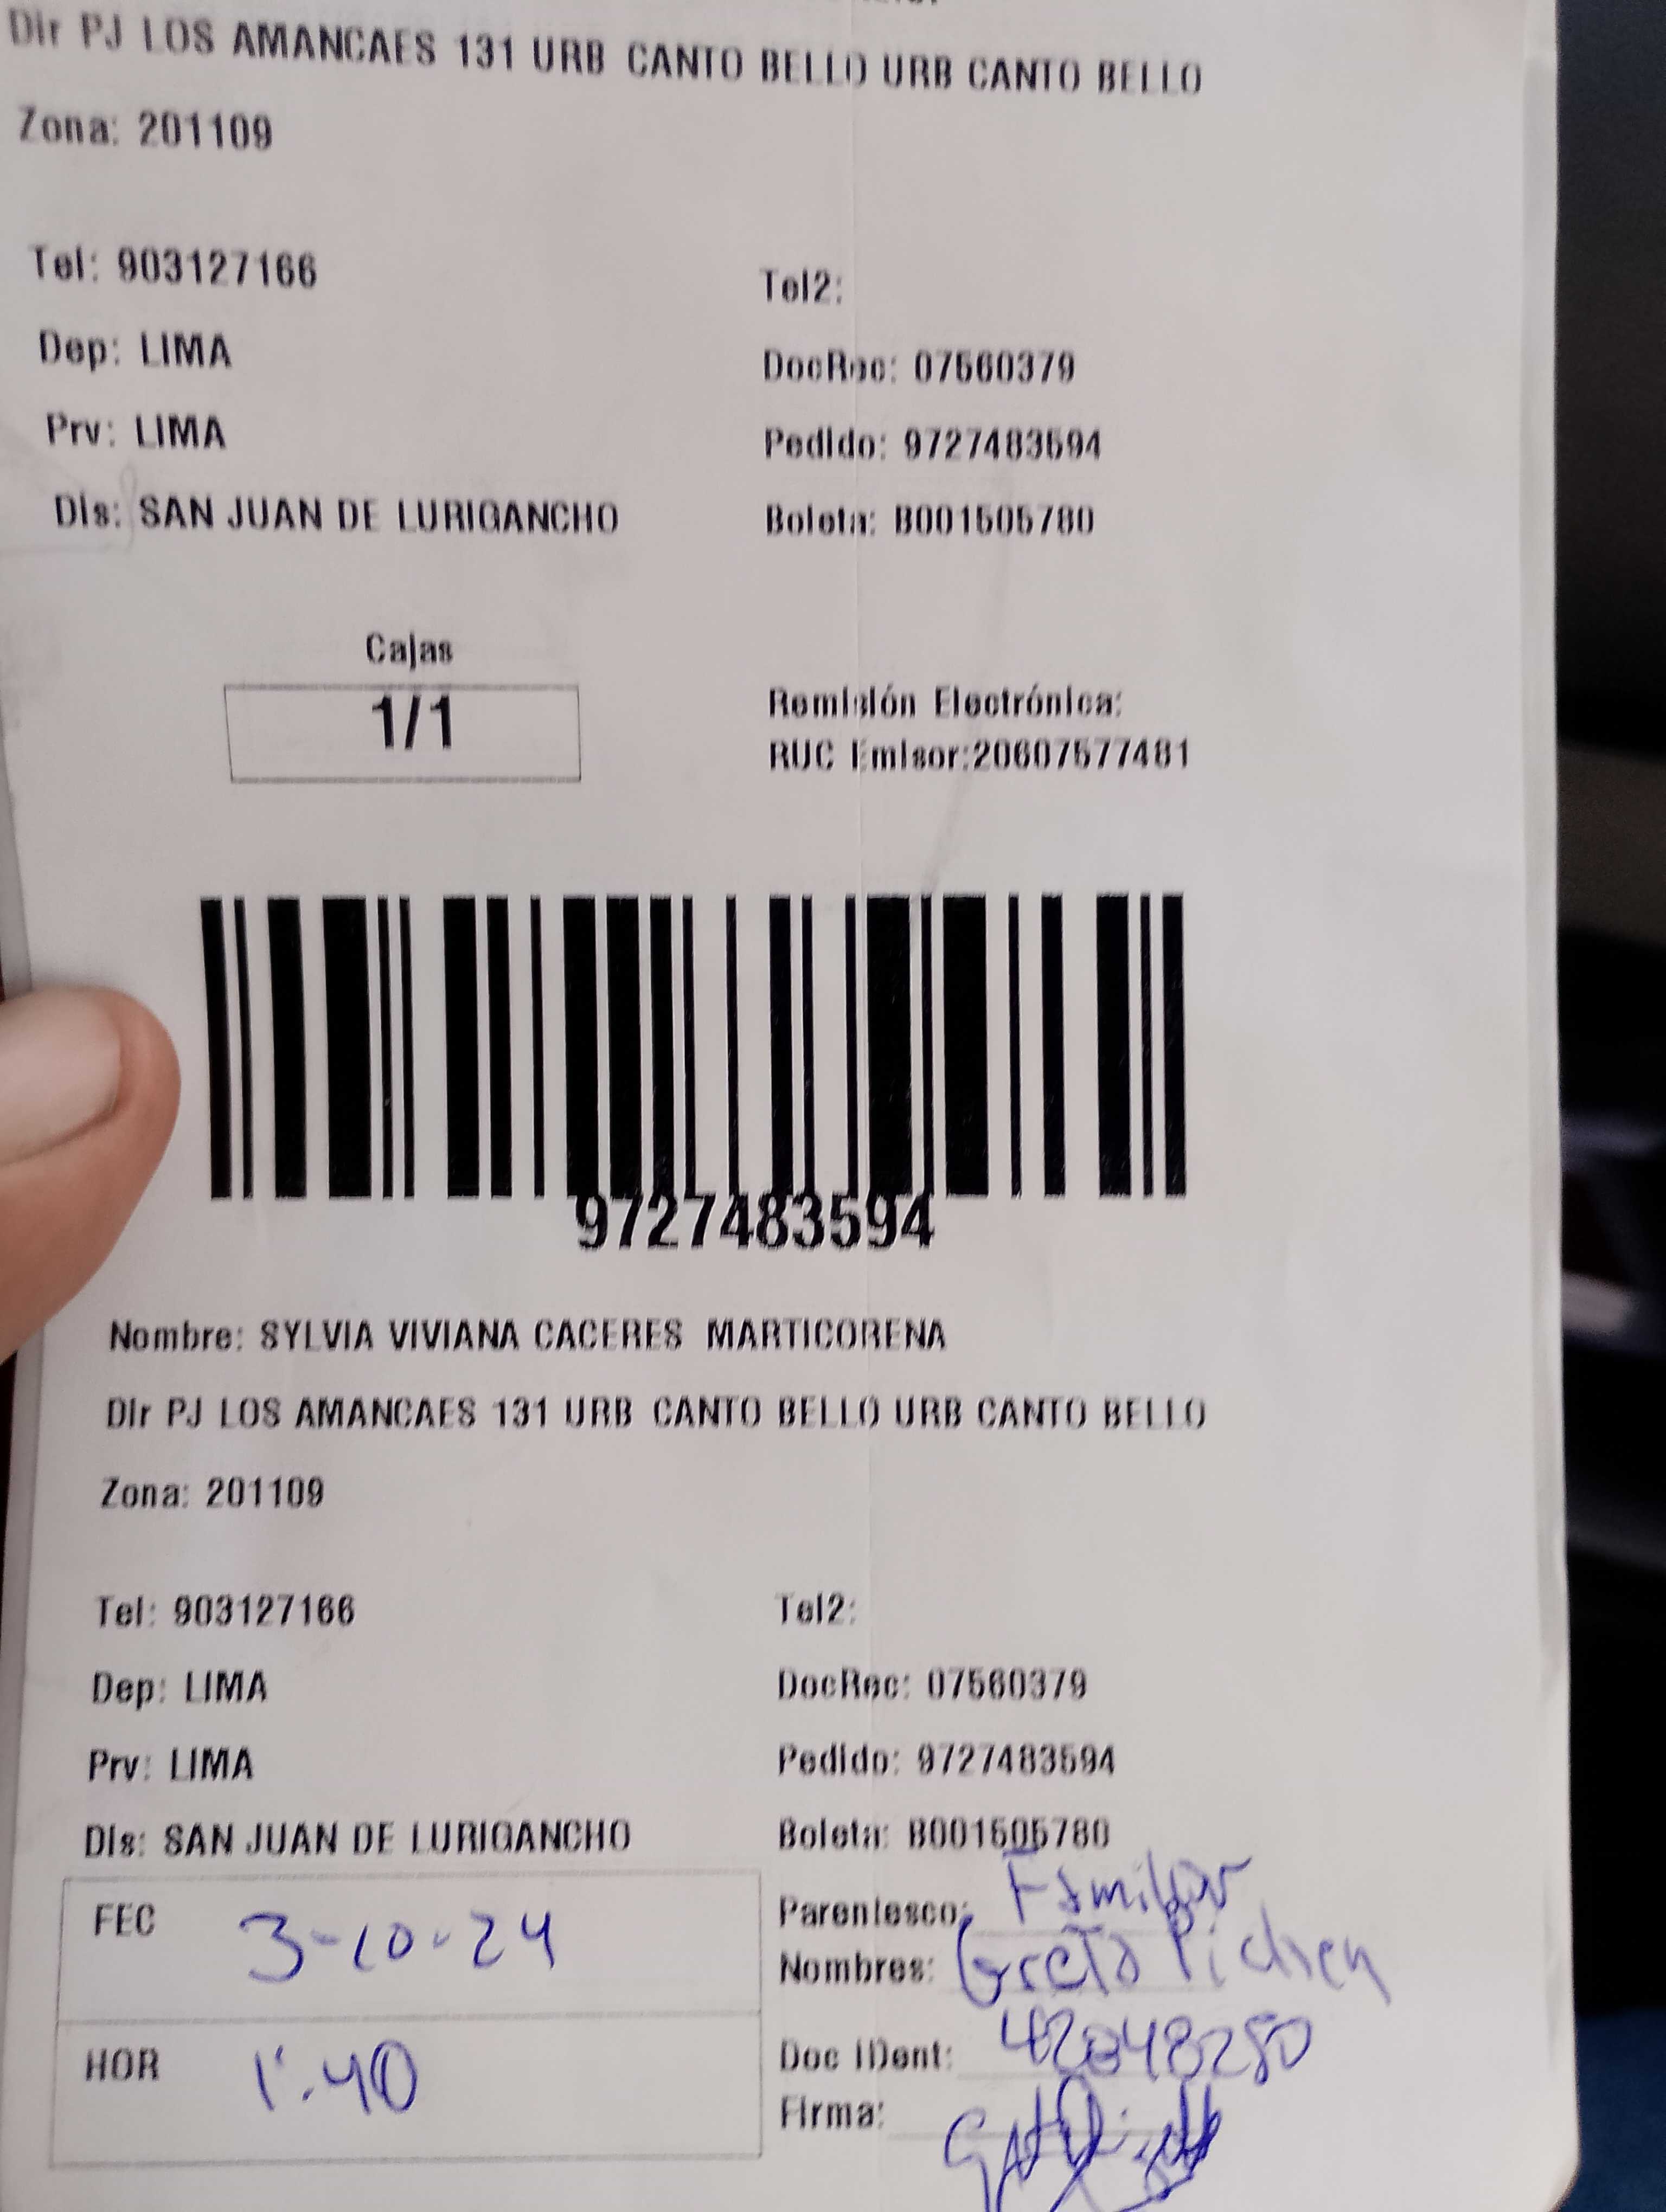 Dir PJ LOS AMANCAES 131 URB CANTO BELLO URB CANTO BELLO
Zona: 201109
Tel: 903127166
Tel2:
Dep: LIMA
DocRec: 07560379
Prv: LIMA
Pedido: 9727483594
Dis: SAN JUAN DE LURIGANCHO
Boleta: B001505780
Cajas
1/1
Remisión Electrónica:
RUC Emisor:20607577481
9727483594
Nombre: SYLVIA VIVIANA CACERES MARTICORENA
Dir PJ LOS AMANCAES 131 URB CANTO BELLO URB CANTO BELLO
Zona: 201109
Tel: 903127166
Tel2:
Dep: LIMA
DocRec: 07560379
Prv: LIMA
Pedido: 9727483594
Dis: SAN JUAN DE LURIGANCHO
Boleta: B001505780
FEC 3-10-24
Parentesco: Familiar
Nombres: Greta
HOR 1:40
Doc IDent:
Firma: